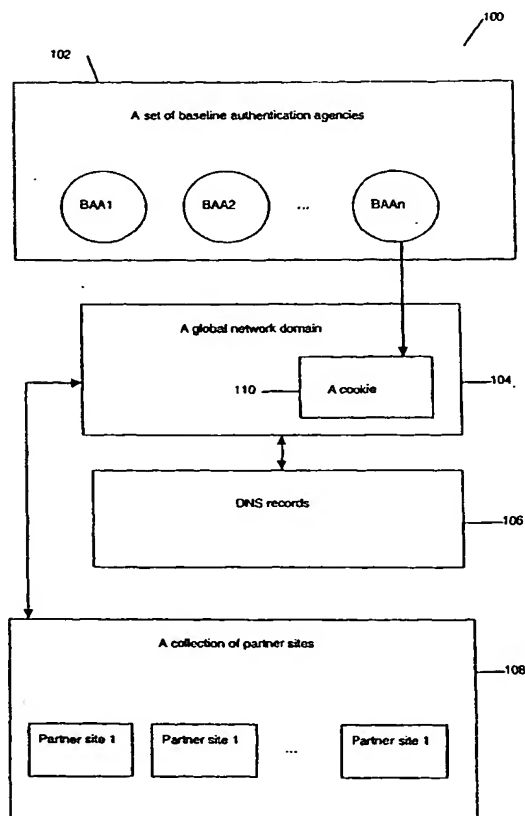 100
102
A set of baseline authentication agencies
BAA1 BAA2 ... BAAn
A global network domain
110 A cookie 104
DNS records
106
A collection of partner sites
108
Partner site 1 Partner site 1 ... Partner site 1